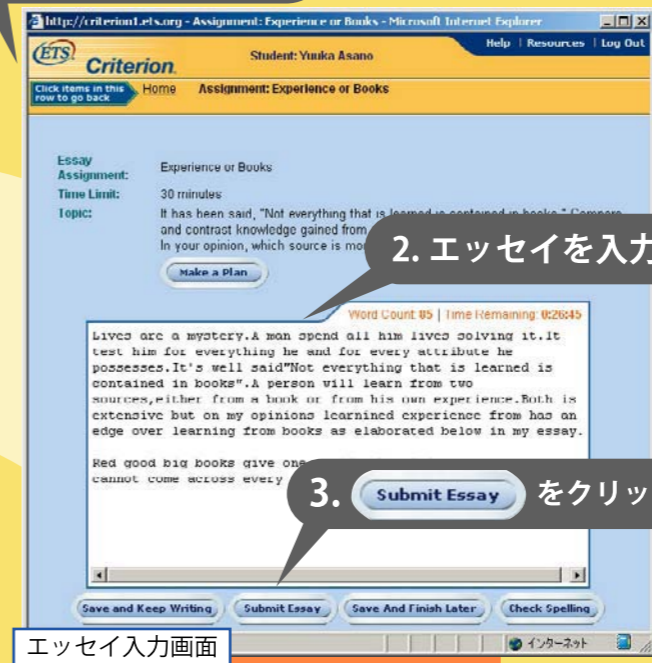 http://criterion1.ets.org - Assignment: Experience or Books - Microsoft Internet Explorer
ETS Criterion.
Student: Yuuka Asano
Help | Resources | Log Out
Click items in this row to go back
Home
Assignment: Experience or Books
Essay Assignment:
Experience or Books
Time Limit:
30 minutes
Topic:
It has been said, "Not everything that is learned is contained in books." Compare
and contrast knowledge gained from
In your opinion, which source is
Make a Plan
2. エッセイを入力
Word Count: 85 | Time Remaining: 0:26:45
Lives are a mystery.A man spend all him lives solving it.It
test him for everything he and for every attribute he
possesses.It's well said"Not everything that is learned is
contained in books".A person will learn from two
sources,either from a book or from his own experience.Both is
extensive but on my opinions learnined experience from has an
edge over learning from books as elaborated below in my essay.
Red good big books give one
cannot come across every
3. Submit Essay をクリッ
Save and Keep Writing
Submit Essay
Save And Finish Later
Check Spelling
エッセイ入力画面
インターネット